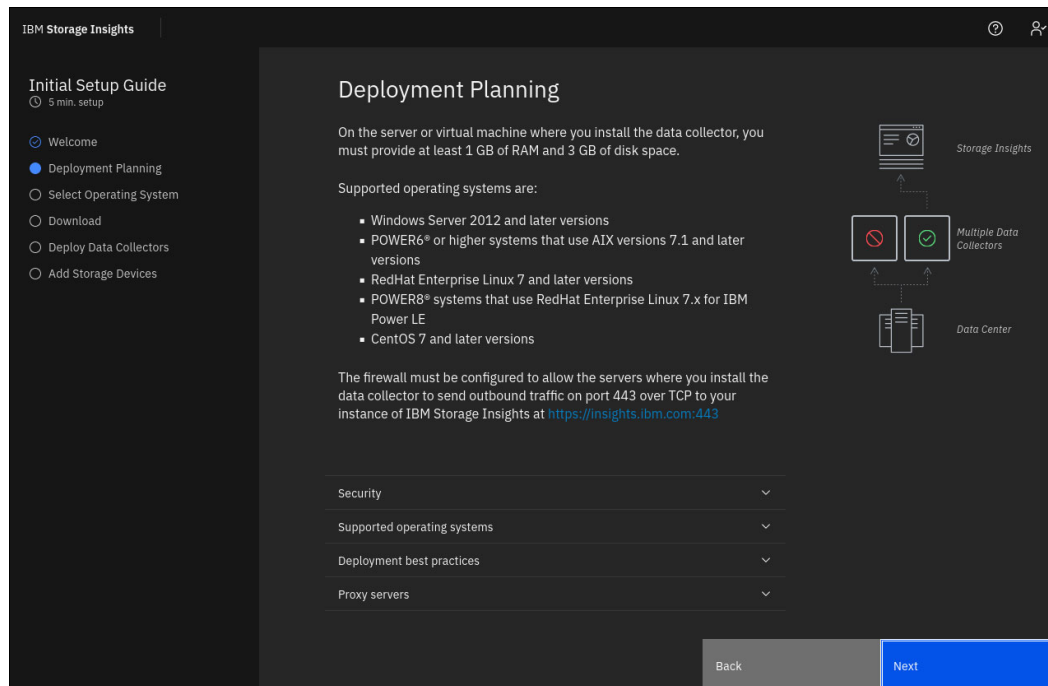 IBM Storage Insights
Initial Setup Guide
5 min. setup
Welcome
Deployment Planning
Select Operating System
Download
Deploy Data Collectors
Add Storage Devices
Deployment Planning
On the server or virtual machine where you install the data collector, you
must provide at least 1 GB of RAM and 3 GB of disk space.
Supported operating systems are:
▪ Windows Server 2012 and later versions
▪ POWER6® or higher systems that use AIX versions 7.1 and later
versions
▪ RedHat Enterprise Linux 7 and later versions
▪ POWER8® systems that use RedHat Enterprise Linux 7.x for IBM
Power LE
▪ CentOS 7 and later versions
The firewall must be configured to allow the servers where you install the
data collector to send outbound traffic on port 443 over TCP to your
instance of IBM Storage Insights at https://insights.ibm.com:443
Storage Insights
Multiple Data
Collectors
Data Center
Security
Supported operating systems
Deployment best practices
Proxy servers
Back
Next